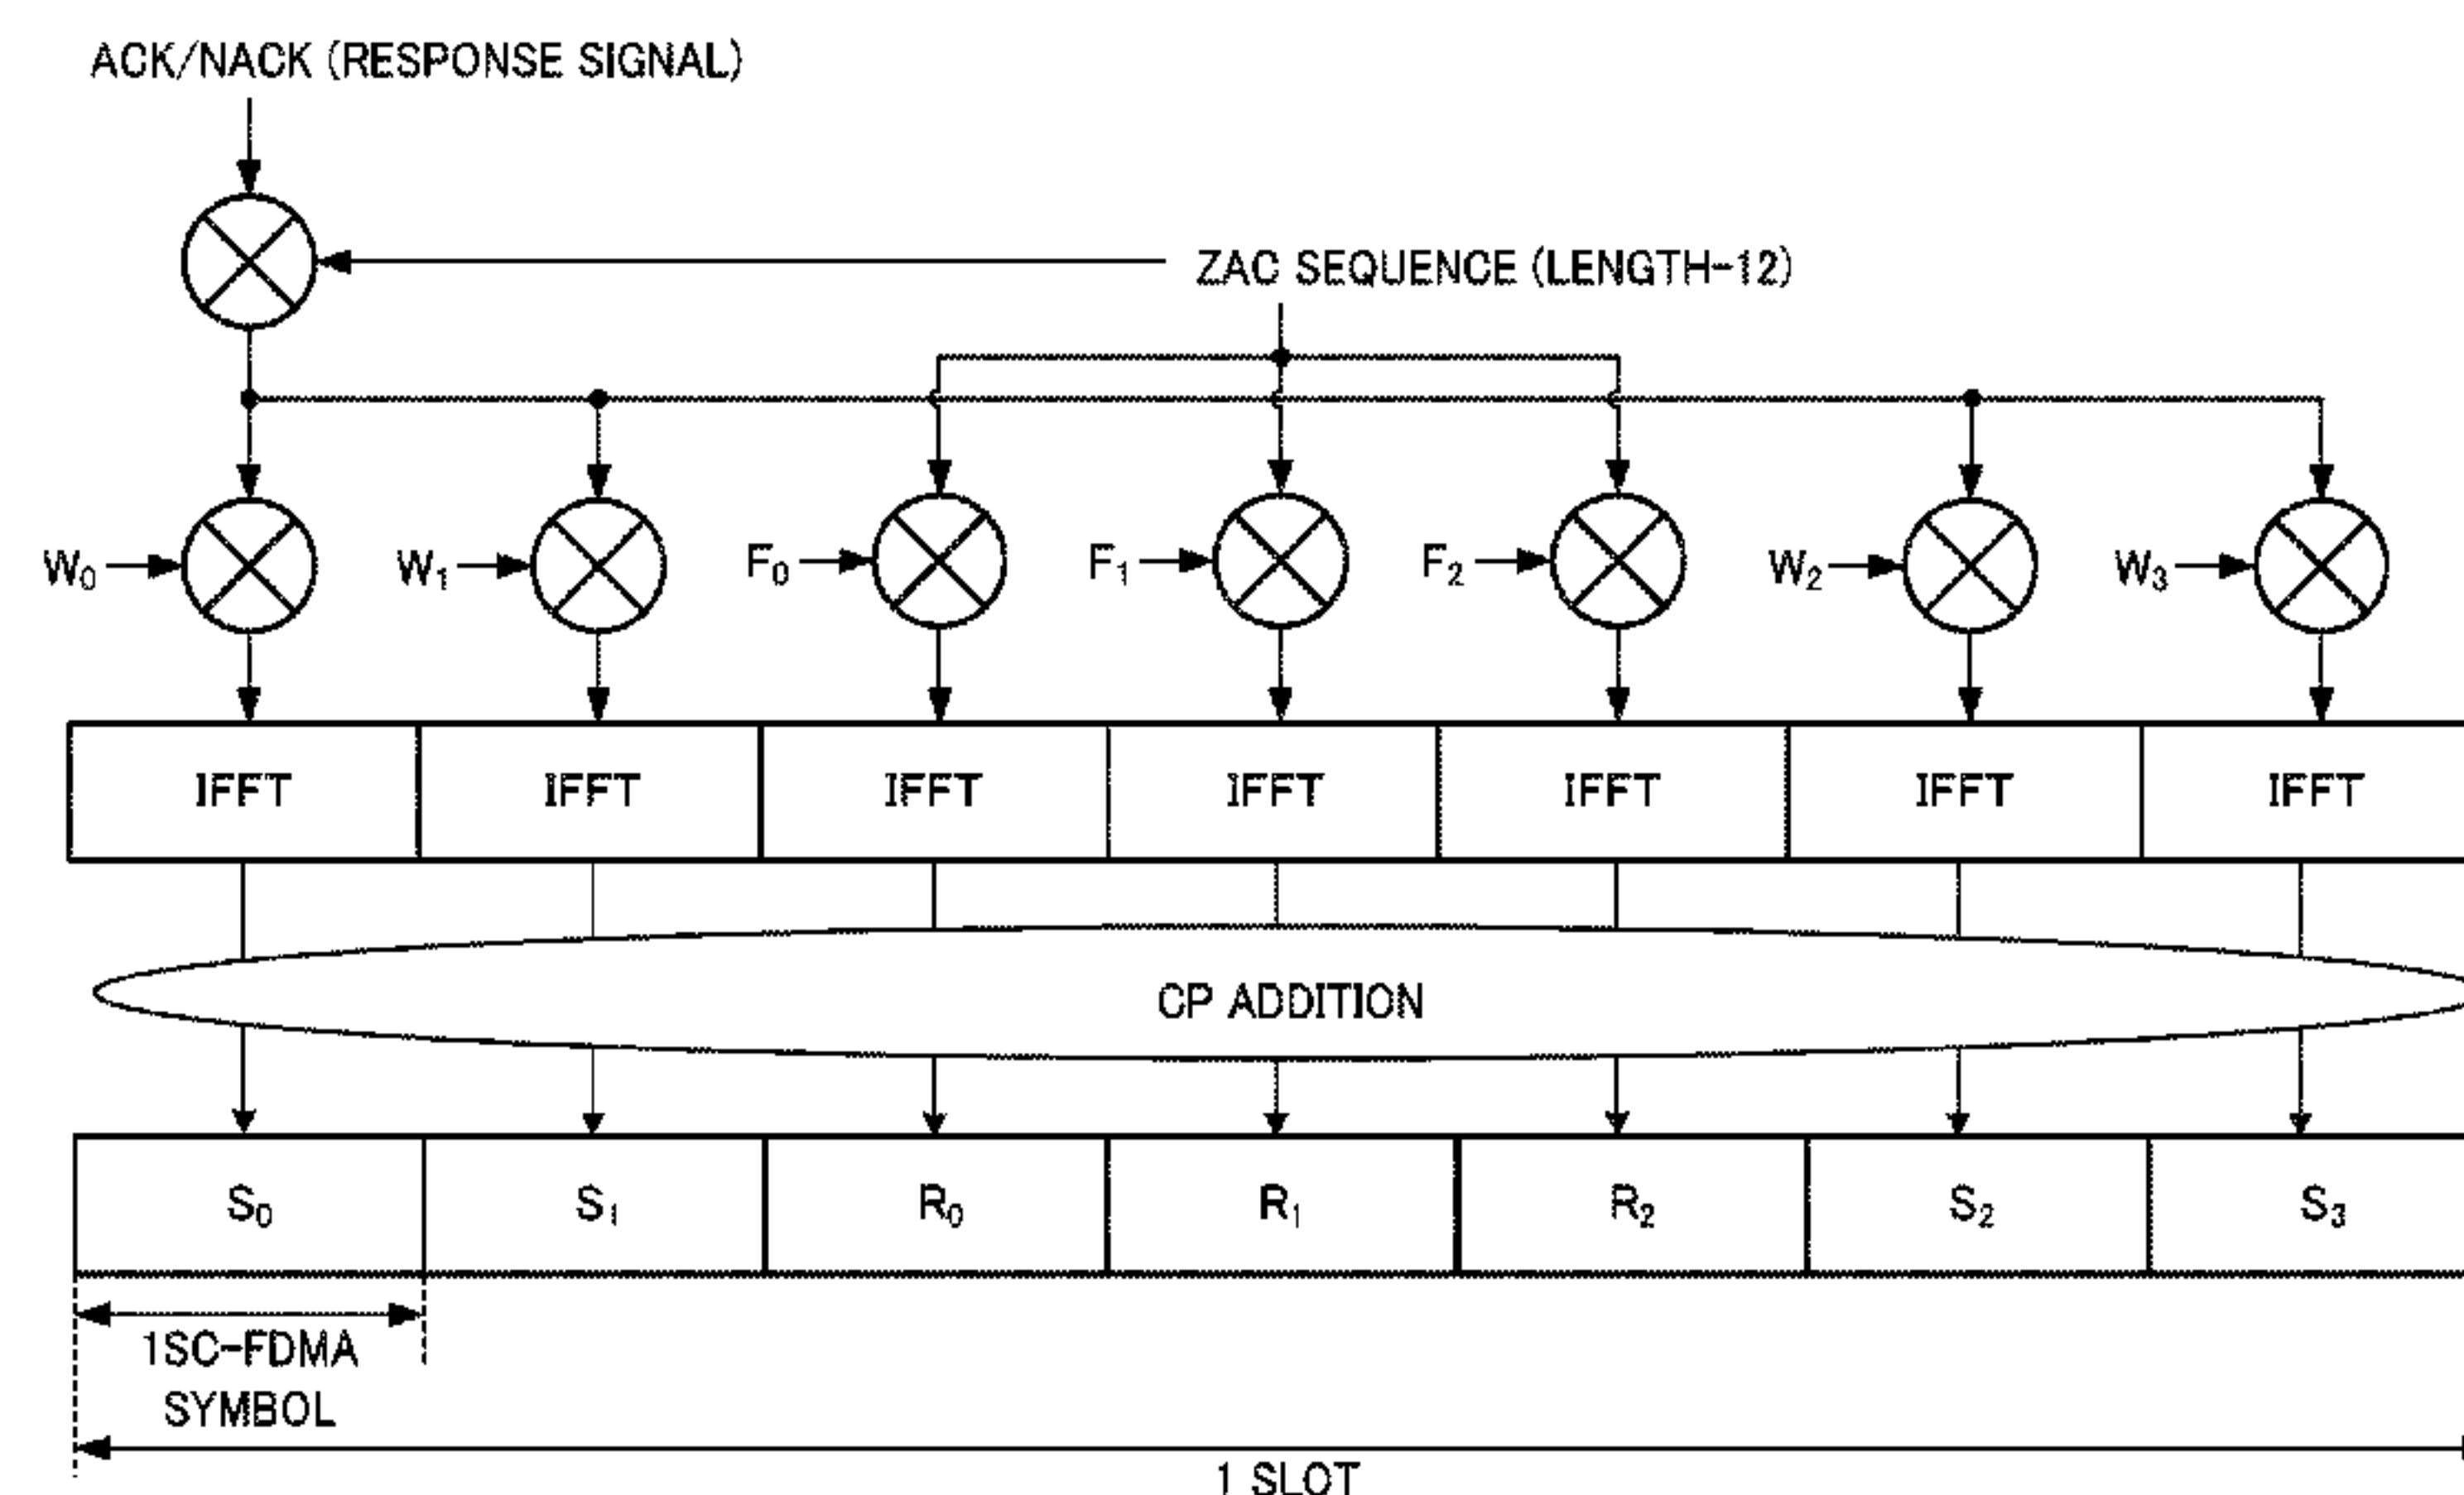 ACK/NACK (RESPONSE SIGNAL)
ZAC SEQUENCE (LENGTH-12)
W₀ W₁ F₀ F₁ F₂ W₂ W₃
IFFT IFFT IFFT IFFT IFFT IFFT IFFT
CP ADDITION
S₀ S₁ R₀ R₁ R₂ S₂ S₃
1SC-FDMA
SYMBOL
1 SLOT